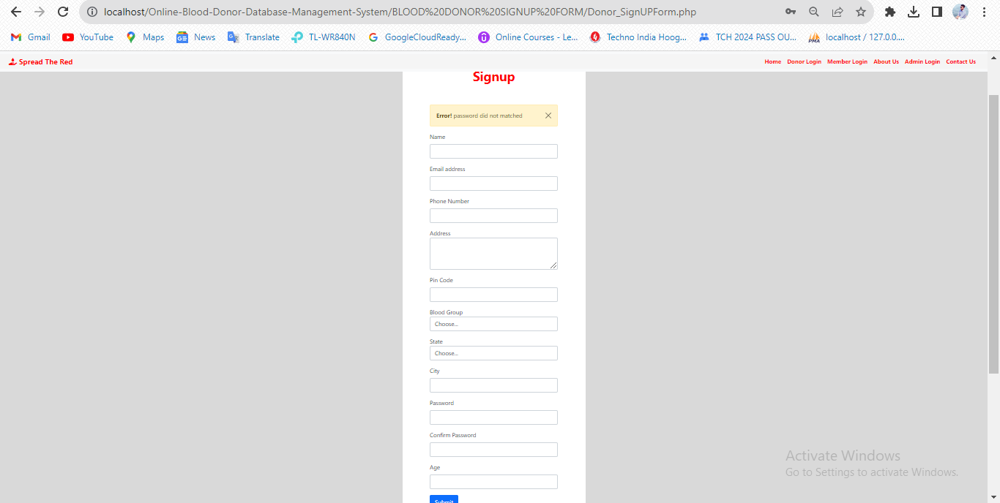 localhost/Online-Blood-Donor-Database-Management-System/BLOOD%20DONOR%20SIGNUP%20FORM/Donor_SignUPForm.php
Gmail YouTube Maps News Translate TL-WR840N GoogleCloudReady... Online Courses - Le... Techno India Hoog... TCH 2024 PASS OU... localhost / 127.0.0....
Spread The Red Home Donor Login Member Login About Us Admin Login Contact Us
Signup
Error! password did not matched
Name
Email address
Phone Number
Address
Pin Code
Blood Group
Choose...
State
Choose...
City
Password
Confirm Password
Age
Submit
Activate Windows
Go to Settings to activate Windows.